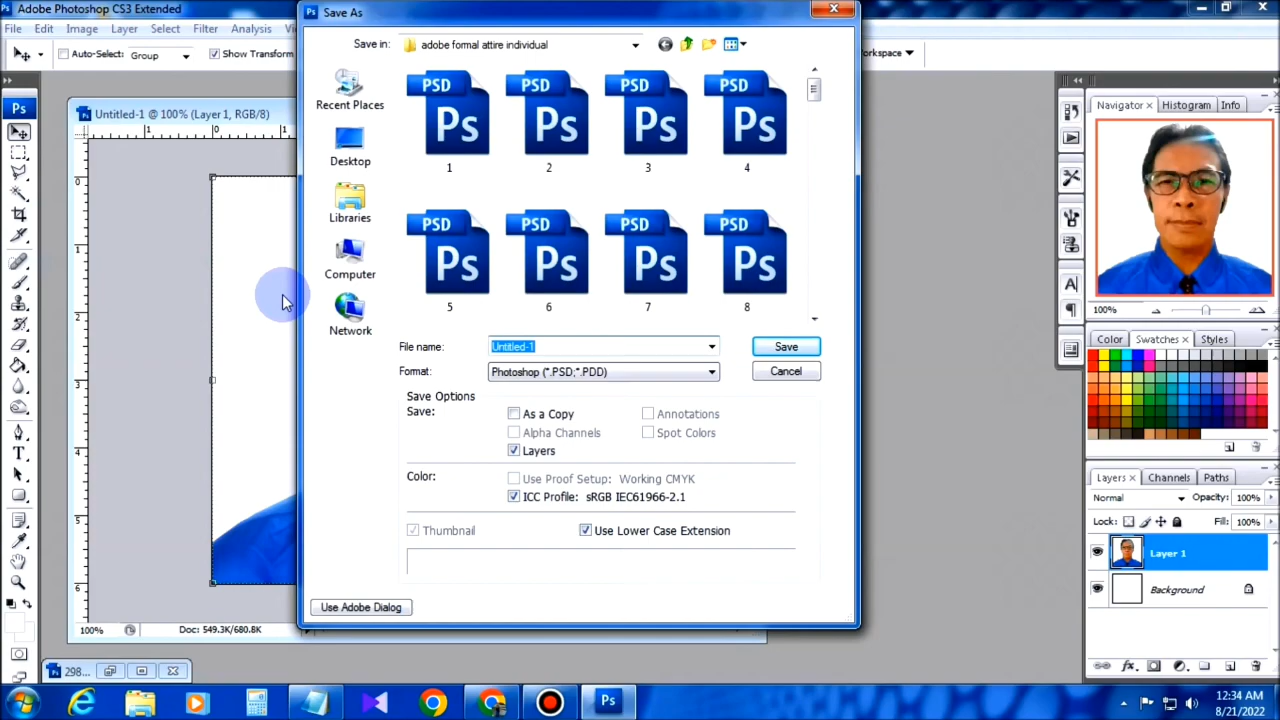 Adobe Photoshop CS3 Extended
File Edit Image Layer Select Filter Analysis
Auto-Select: Group Show Transform
Workspace
Untitled-1 @ 100% (Layer 1, RGB/8)
Save As
Save in: adobe formal attire individual
Recent Places
Desktop
Libraries
Computer
Network
PSD PSD PSD PSD
Ps Ps Ps Ps
1 2 3 4
PSD PSD PSD PSD
Ps Ps Ps Ps
5 6 7 8
File name: Untitled-1 Save
Format: Photoshop (*.PSD;*.PDD) Cancel
Save Options
Save: As a Copy Annotations
Alpha Channels Spot Colors
Layers
Color: Use Proof Setup: Working CMYK
ICC Profile: sRGB IEC61966-2.1
Thumbnail Use Lower Case Extension
Use Adobe Dialog
100% Doc: 549.3K/680.8K
298...
Navigator Histogram Info
100%
Color Swatches Styles
Layers Channels Paths
Normal Opacity: 100%
Lock: Fill: 100%
Layer 1
Background
12:34 AM
8/21/2022